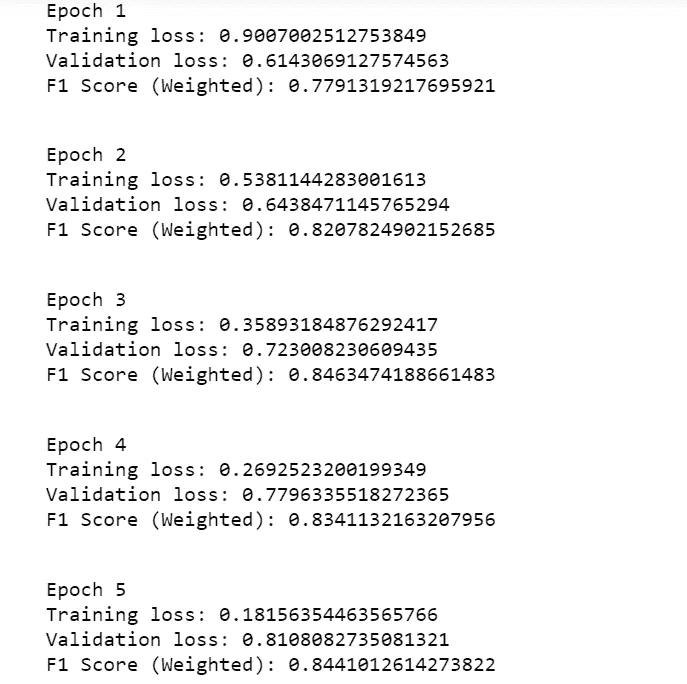 Epoch 1
Training loss: 0.9007002512753849
Validation loss: 0.6143069127574563
F1 Score (Weighted): 0.7791319217695921
Epoch 2
Training loss: 0.5381144283001613
Validation loss: 0.6438471145765294
F1 Score (Weighted): 0.8207824902152685
Epoch 3
Training loss: 0.35893184876292417
Validation loss: 0.723008230609435
F1 Score (Weighted): 0.8463474188661483
Epoch 4
Training loss: 0.2692523200199349
Validation loss: 0.7796335518272365
F1 Score (Weighted): 0.8341132163207956
Epoch 5
Training loss: 0.18156354463565766
Validation loss: 0.8108082735081321
F1 Score (Weighted): 0.8441012614273822